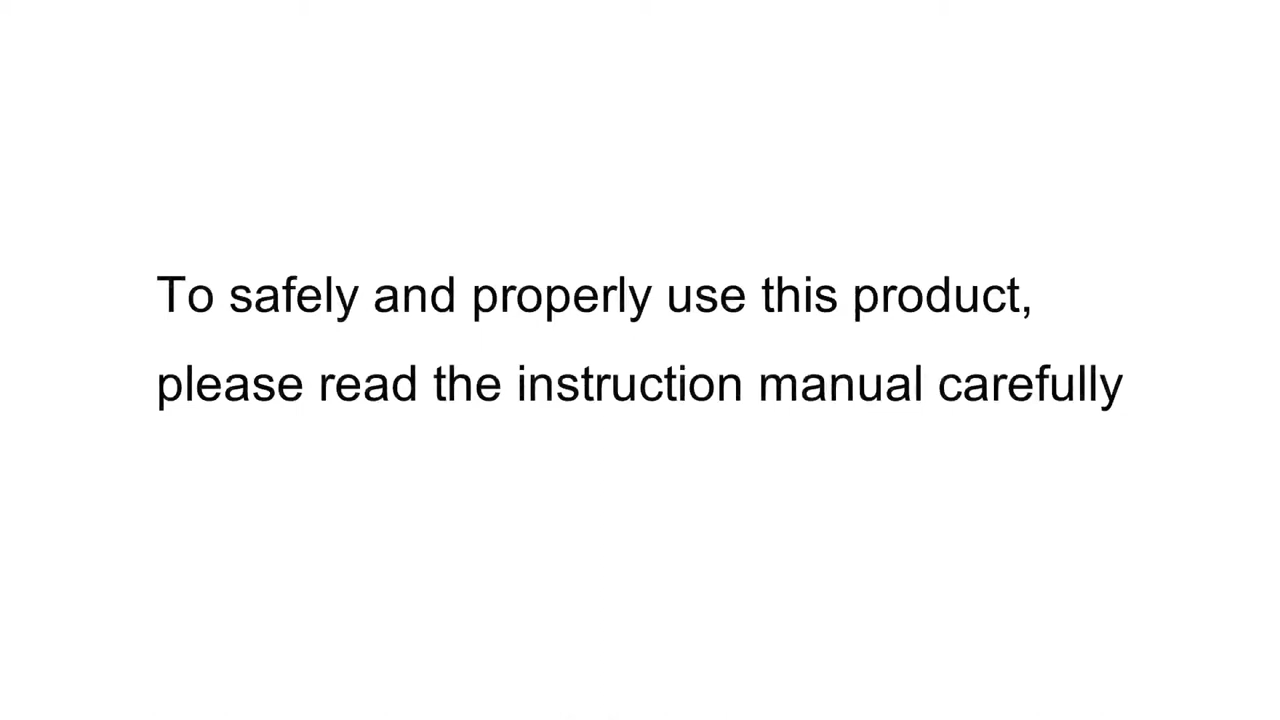 To safely and properly use this product,
please read the instruction manual carefully